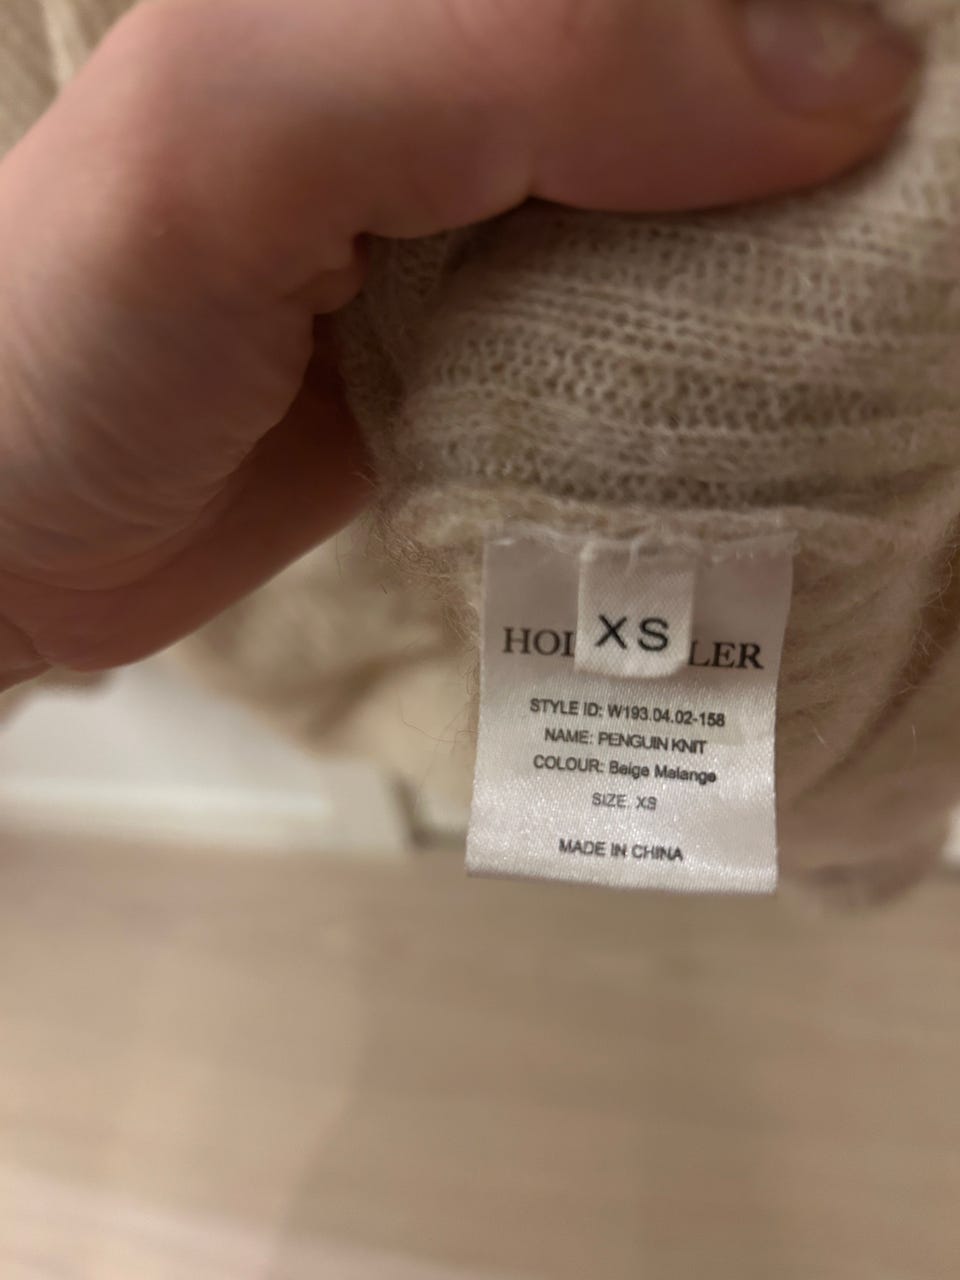 XS
HOL LER
STYLE ID: W193.04.02-158
NAME: PENGUIN KNIT
COLOUR: Beige Melange
SIZE XS
MADE IN CHINA